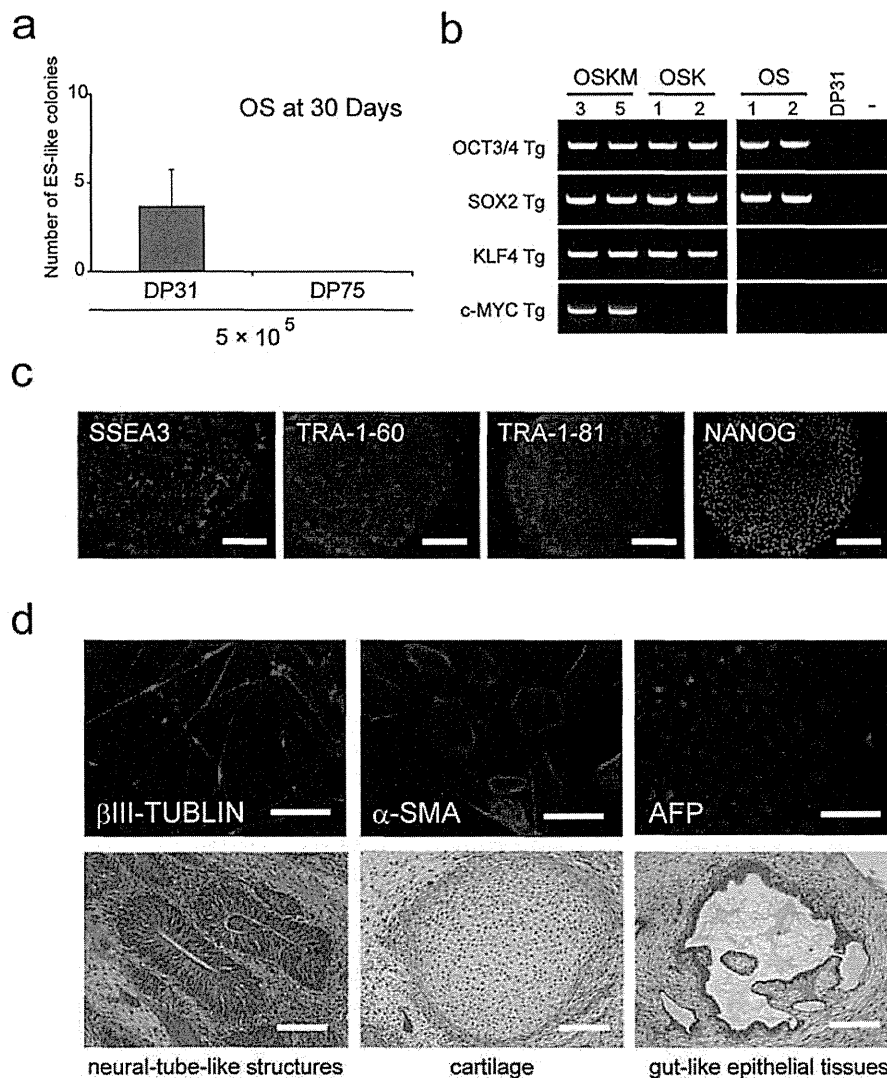 a
Number of ES-like colonies
10
5
0
OS at 30 Days
DP31 DP75
5 × 10⁵
b
OSKM OSK OS DP31 -
3 5 1 2 1 2
OCT3/4 Tg
SOX2 Tg
KLF4 Tg
c-MYC Tg
c
SSEA3 TRA-1-60 TRA-1-81 NANOG
d
βIII-TUBLIN α-SMA AFP
neural-tube-like structures cartilage gut-like epithelial tissues